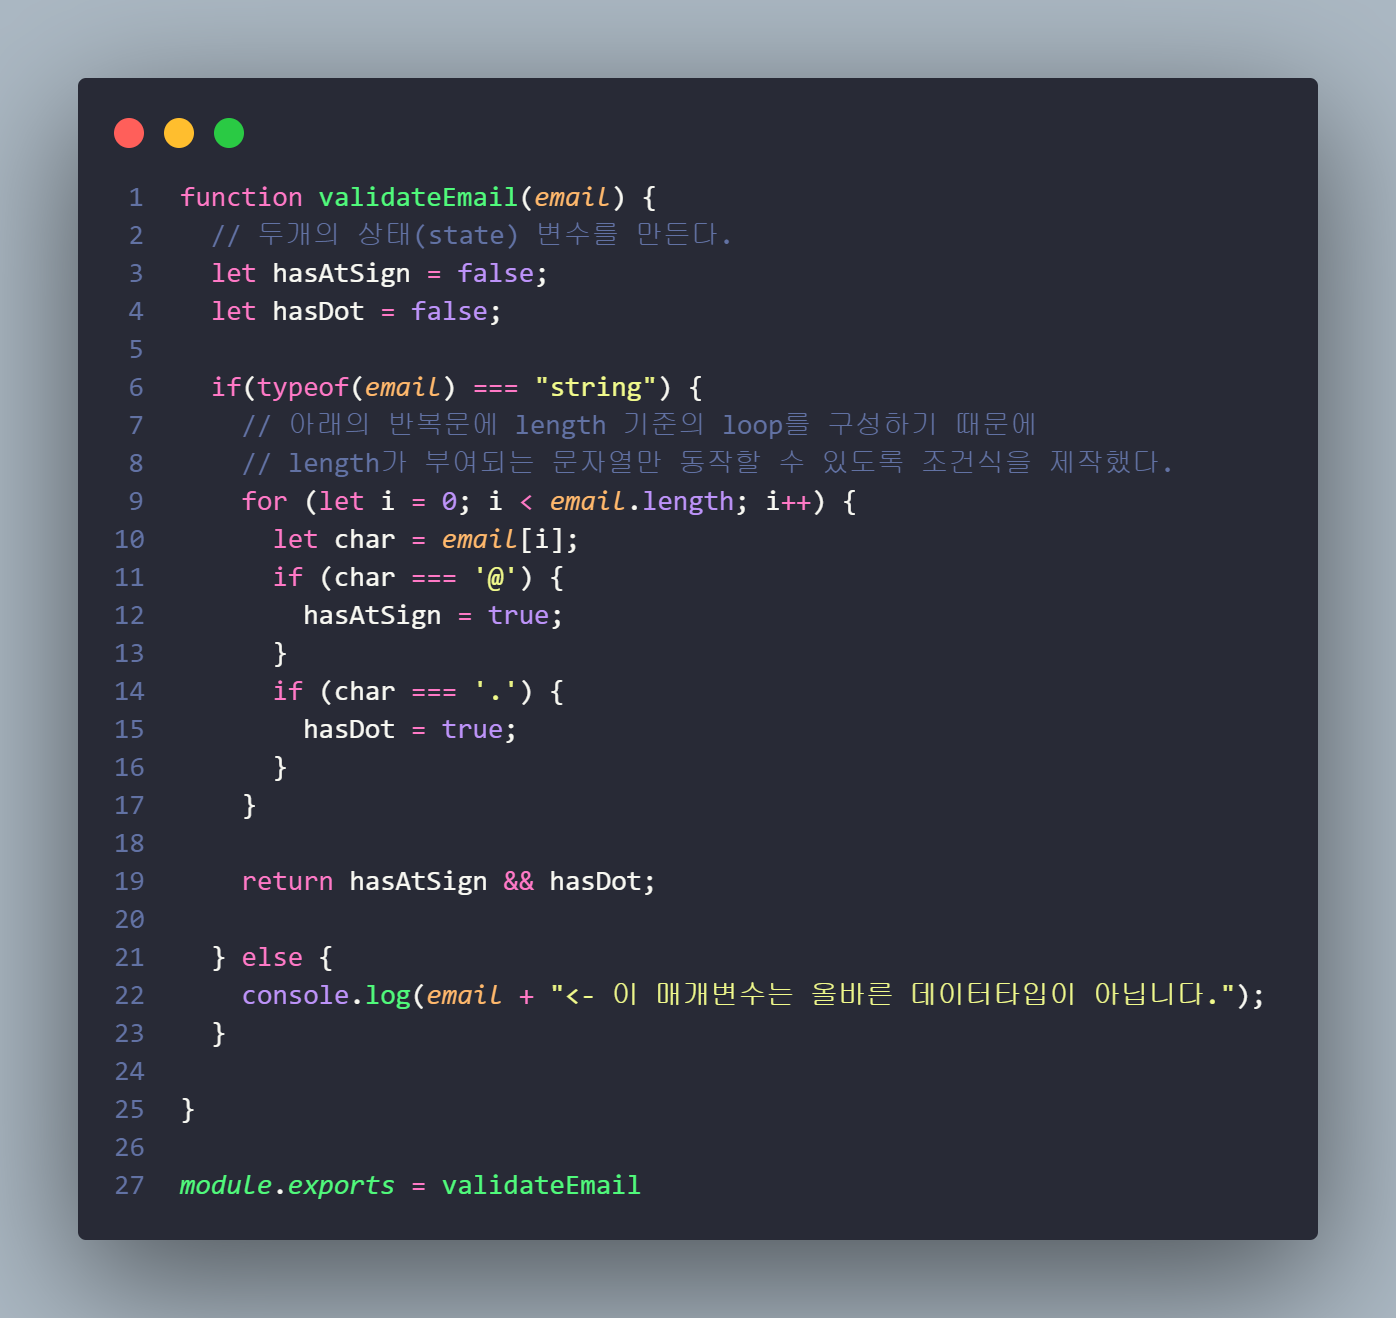 1 function validateEmail(email) {
2   // 두개의 상태(state) 변수를 만든다.
3   let hasAtSign = false;
4   let hasDot = false;
5
6   if(typeof(email) === "string") {
7     // 아래의 반복문에 length 기준의 loop를 구성하기 때문에
8     // length가 부여되는 문자열만 동작할 수 있도록 조건식을 제작했다.
9     for (let i = 0; i < email.length; i++) {
10       let char = email[i];
11       if (char === '@') {
12         hasAtSign = true;
13       }
14       if (char === '.') {
15         hasDot = true;
16       }
17     }
18
19     return hasAtSign && hasDot;
20
21   } else {
22     console.log(email + "<- 이 매개변수는 올바른 데이터타입이 아닙니다.");
23   }
24
25 }
26
27 module.exports = validateEmail